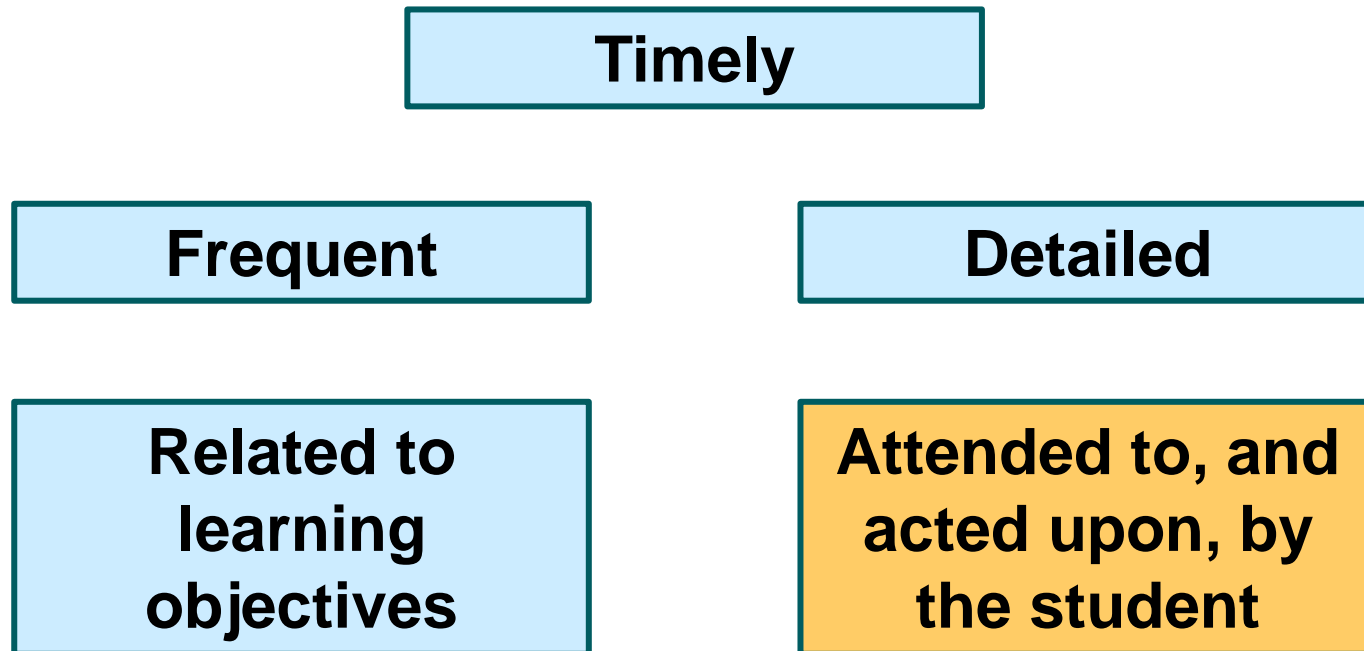 Timely
Frequent
Detailed
Related to
learning
objectives
Attended to, and
acted upon, by
the student